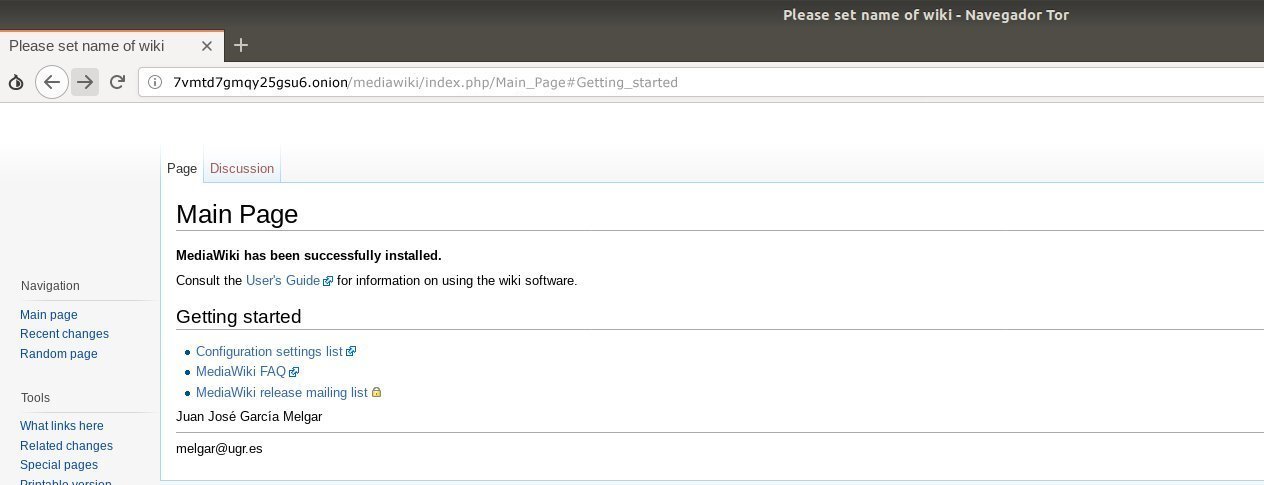 Please set name of wiki - Navegador Tor
Please set name of wiki
7vmtd7gmqy25gsu6.onion/mediawiki/index.php/Main_Page#Getting_started
Page Discussion
Main Page
MediaWiki has been successfully installed.
Consult the User's Guide for information on using the wiki software.
Getting started
Configuration settings list
MediaWiki FAQ
MediaWiki release mailing list
Juan José García Melgar
melgar@ugr.es
Navigation
Main page
Recent changes
Random page
Tools
What links here
Related changes
Special pages
Printable version